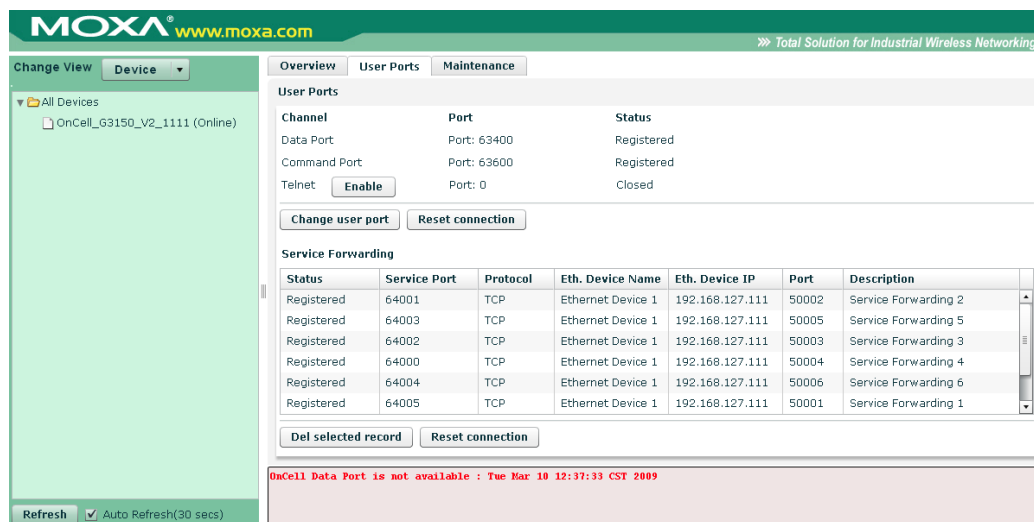 MOXA® www.moxa.com
Total Solution for Industrial Wireless Networking
Change View Device
All Devices
OnCell_G3150_V2_1111 (Online)
Refresh Auto Refresh(30 secs)
Overview User Ports Maintenance
User Ports
Channel Port Status
Data Port Port: 63400 Registered
Command Port Port: 63600 Registered
Telnet Enable Port: 0 Closed
Change user port Reset connection
Service Forwarding
Status Service Port Protocol Eth. Device Name Eth. Device IP Port Description
Registered 64001 TCP Ethernet Device 1 192.168.127.111 50002 Service Forwarding 2
Registered 64003 TCP Ethernet Device 1 192.168.127.111 50005 Service Forwarding 5
Registered 64002 TCP Ethernet Device 1 192.168.127.111 50003 Service Forwarding 3
Registered 64000 TCP Ethernet Device 1 192.168.127.111 50004 Service Forwarding 4
Registered 64004 TCP Ethernet Device 1 192.168.127.111 50006 Service Forwarding 6
Registered 64005 TCP Ethernet Device 1 192.168.127.111 50001 Service Forwarding 1
Del selected record Reset connection
OnCell Data Port is not available : Tue Mar 10 12:37:33 CST 2009